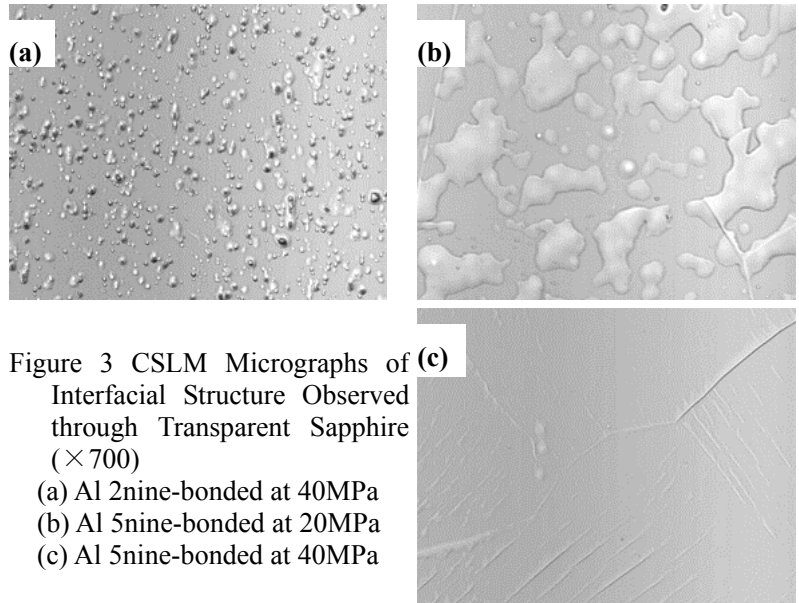 (a)
(b)
Figure 3 CSLM Micrographs of
Interfacial Structure Observed
through Transparent Sapphire
(×700)
(a) Al 2nine-bonded at 40MPa
(b) Al 5nine-bonded at 20MPa
(c) Al 5nine-bonded at 40MPa
(c)